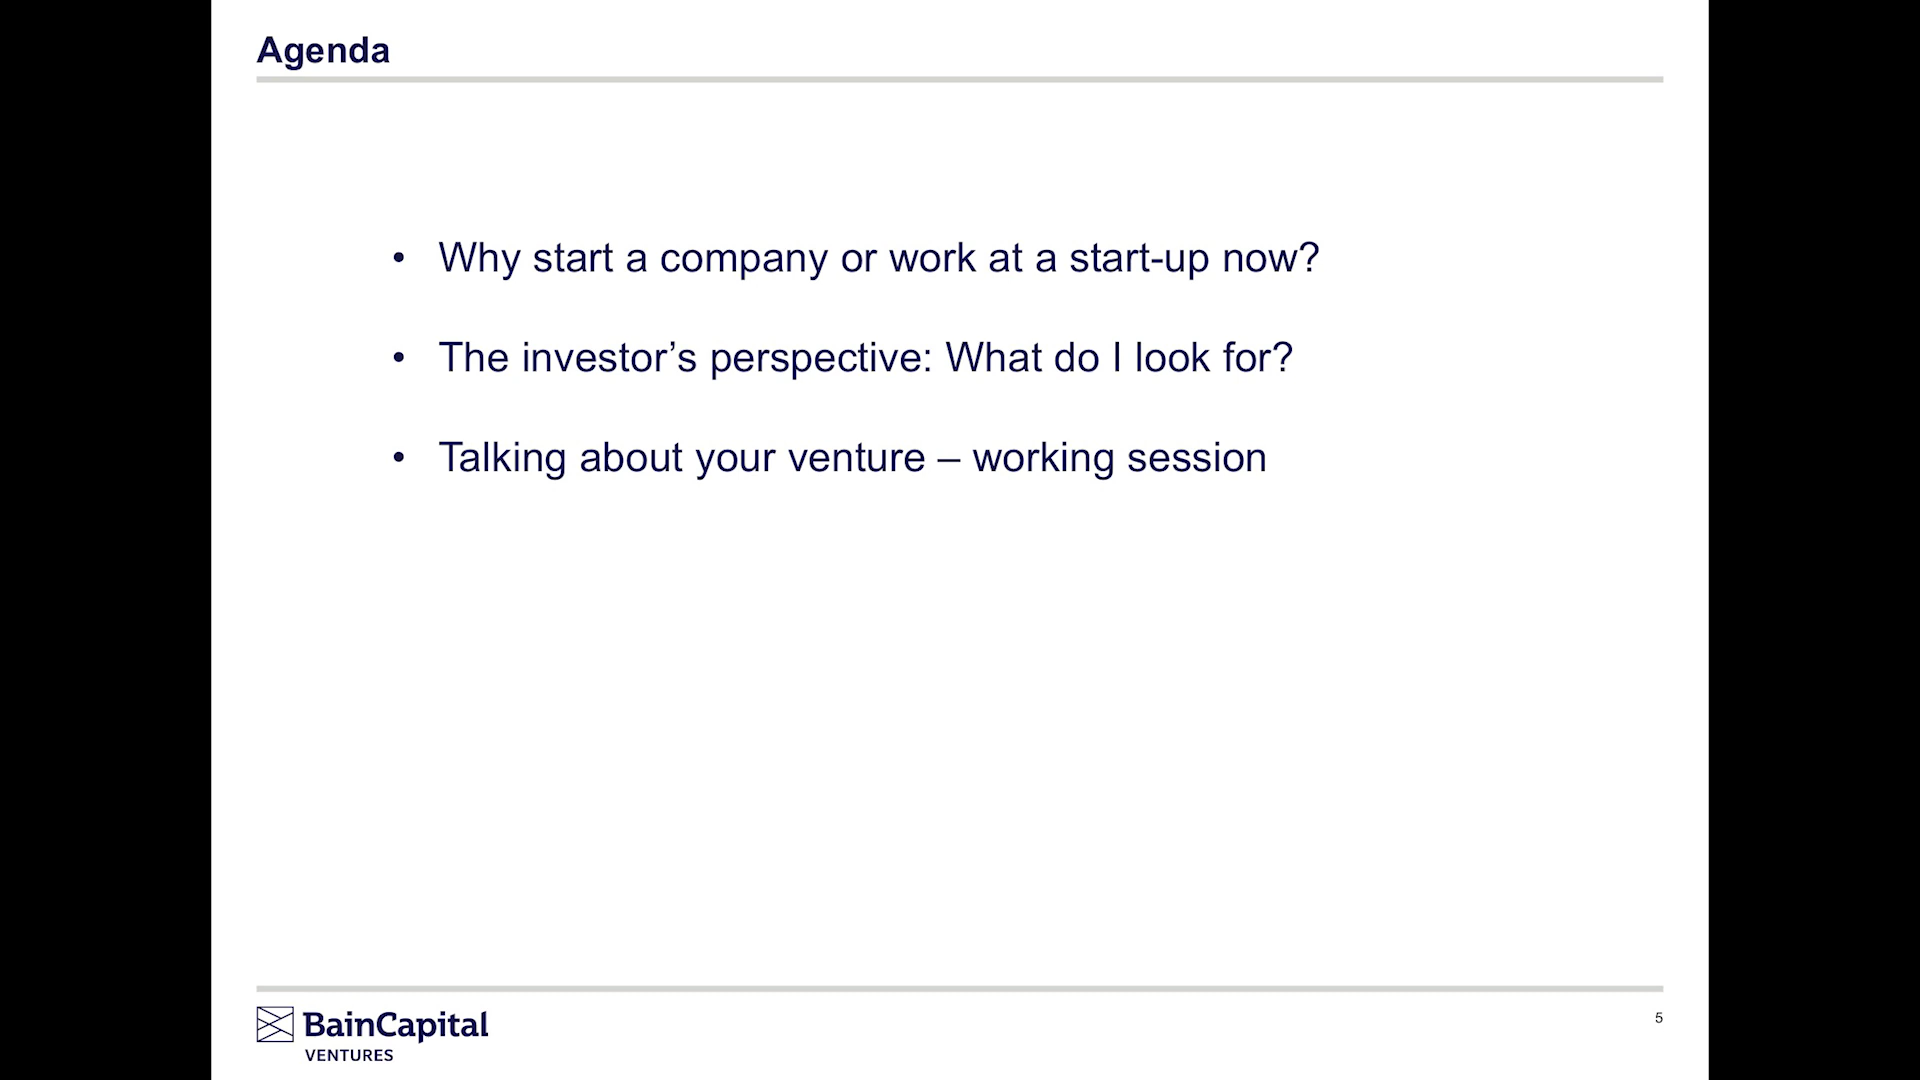 Agenda
• Why start a company or work at a start-up now?
• The investor’s perspective: What do I look for?
• Talking about your venture – working session
BainCapital
VENTURES
5